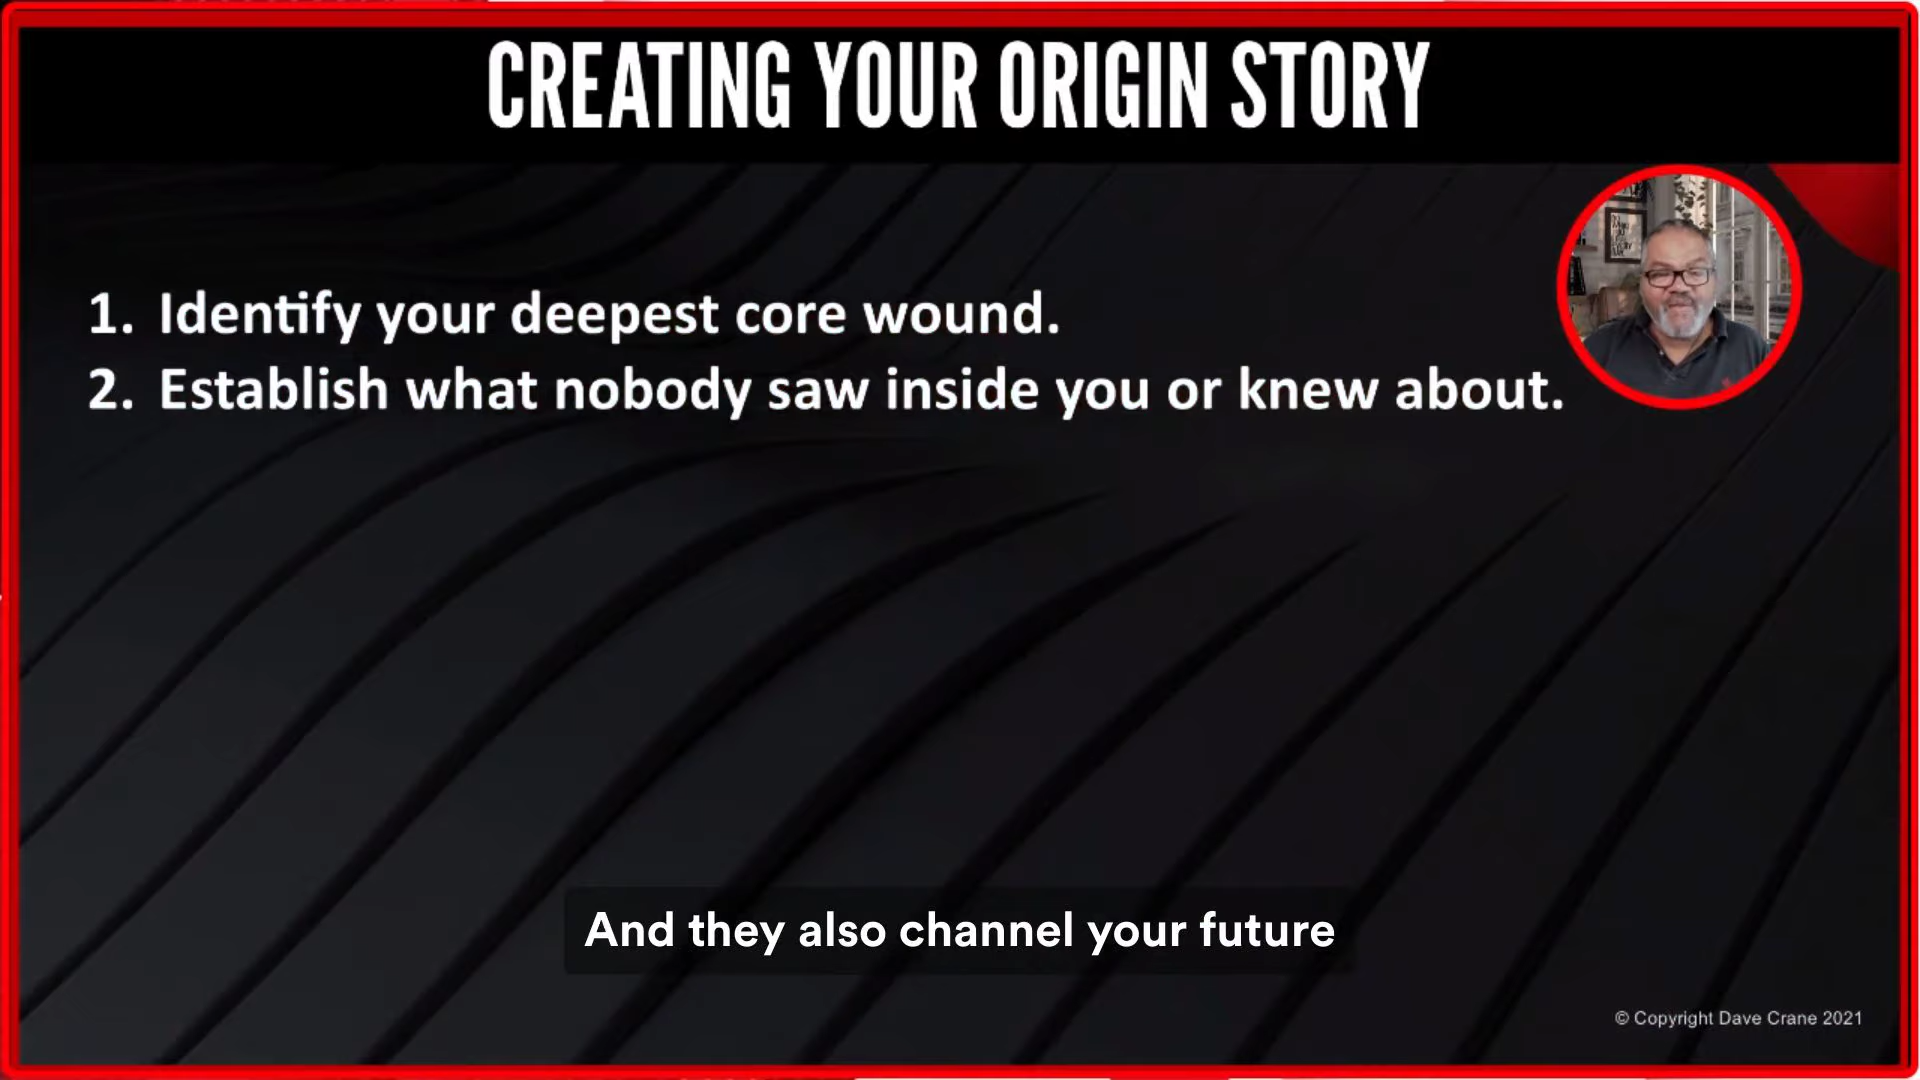 CREATING YOUR ORIGIN STORY
1. Identify your deepest core wound.
2. Establish what nobody saw inside you or knew about.
And they also channel your future
© Copyright Dave Crane 2021